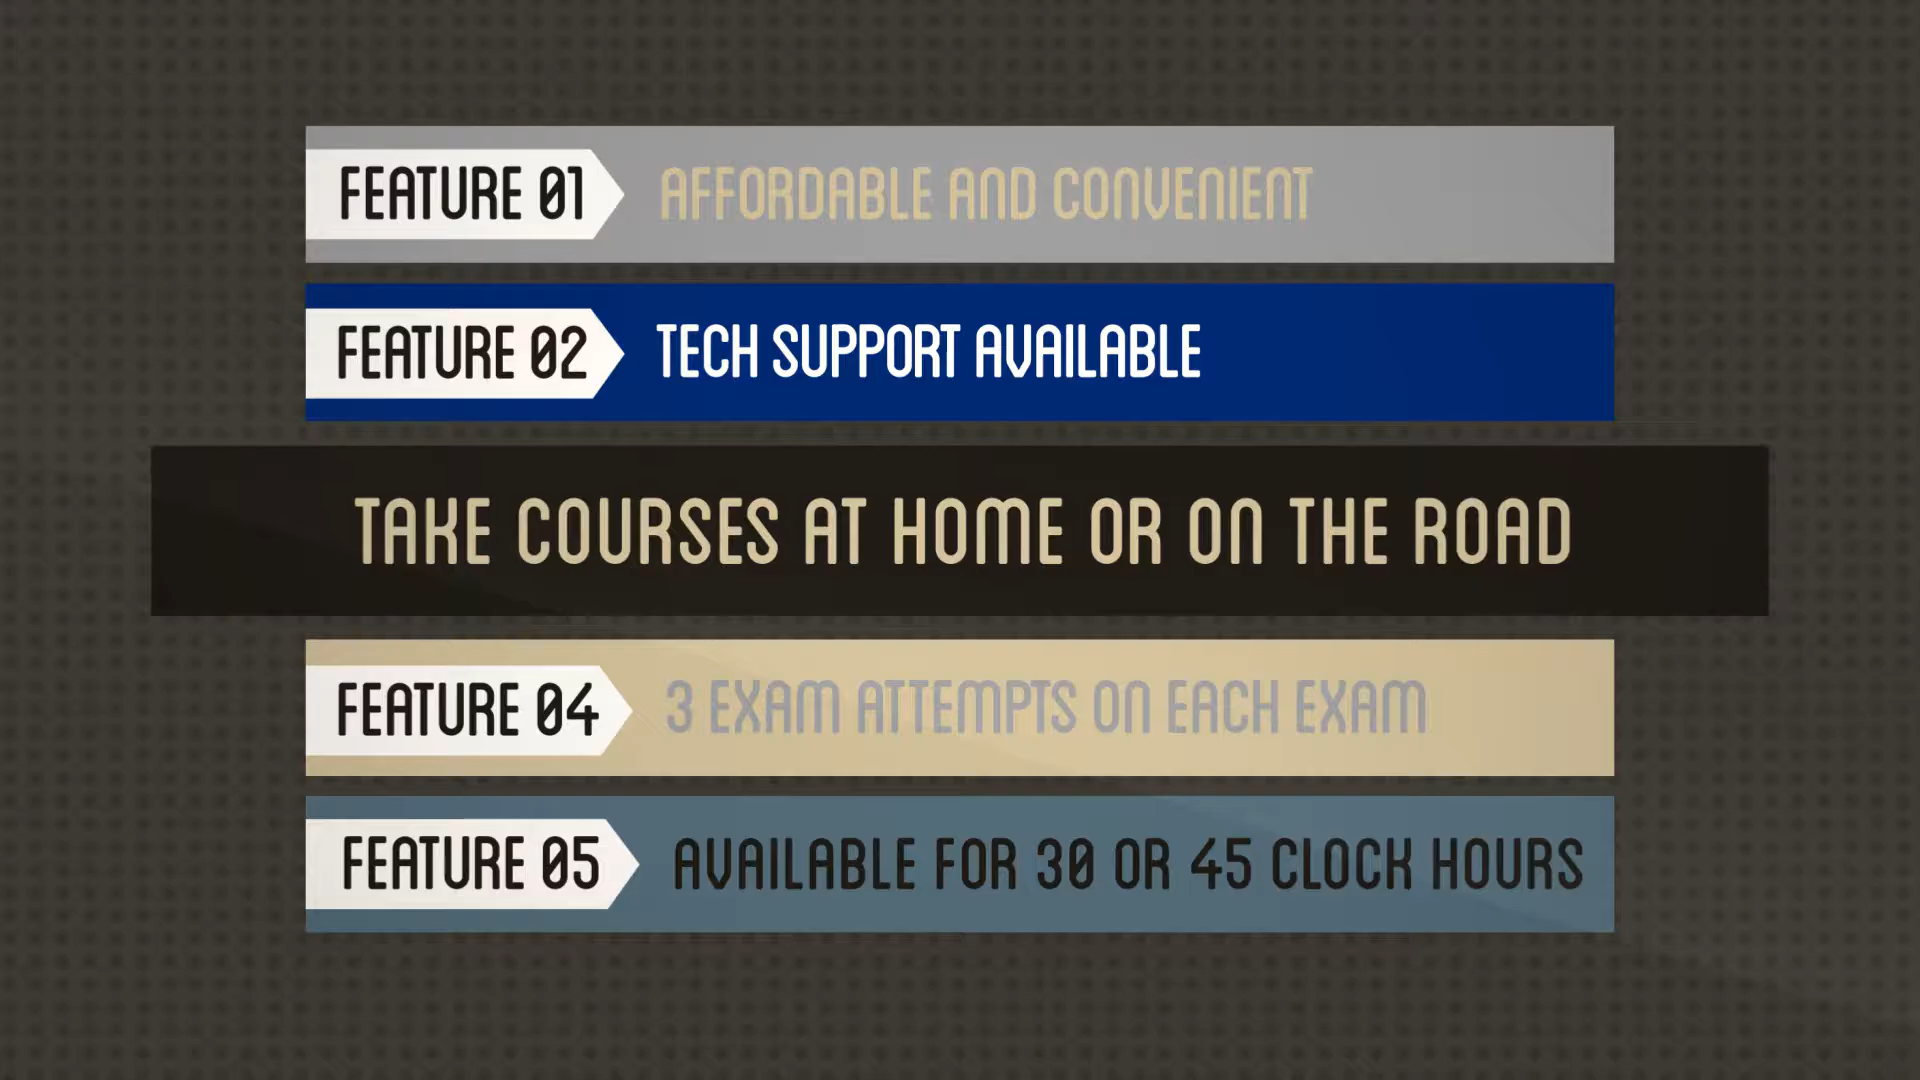 FEATURE 01 AFFORDABLE AND CONVENIENT
FEATURE 02 TECH SUPPORT AVAILABLE
TAKE COURSES AT HOME OR ON THE ROAD
FEATURE 04 3 EXAM ATTEMPTS ON EACH EXAM
FEATURE 05 AVAILABLE FOR 30 OR 45 CLOCK HOURS